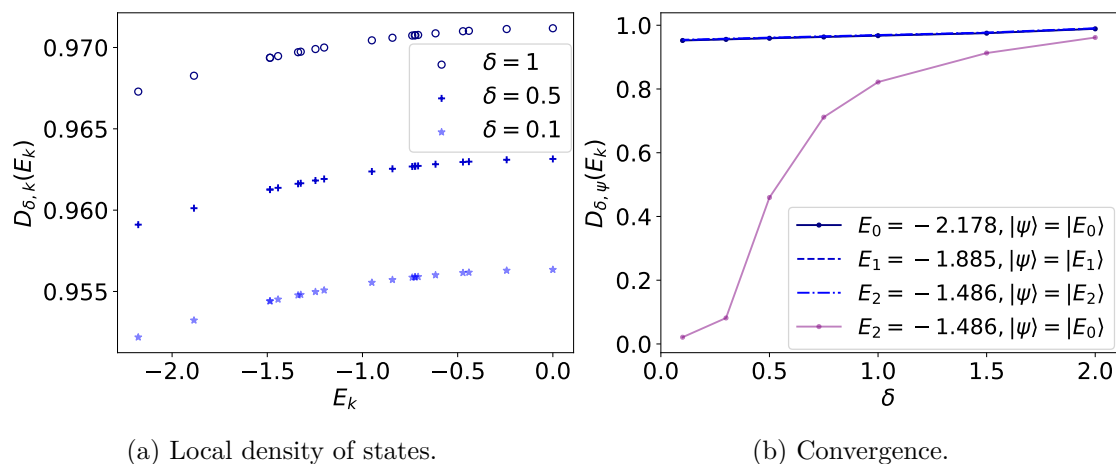 0.970
0.965
0.960
0.955
D_{δ,k}(E_k)
δ = 1
δ = 0.5
δ = 0.1
−2.0 −1.5 −1.0 −0.5 0.0
E_k
(a) Local density of states.
1.0
0.8
0.6
0.4
0.2
0.0
D_{δ,ψ}(E_k)
E_0 = −2.178, |ψ⟩ = |E_0⟩
E_1 = −1.885, |ψ⟩ = |E_1⟩
E_2 = −1.486, |ψ⟩ = |E_2⟩
E_2 = −1.486, |ψ⟩ = |E_0⟩
0.0 0.5 1.0 1.5 2.0
δ
(b) Convergence.